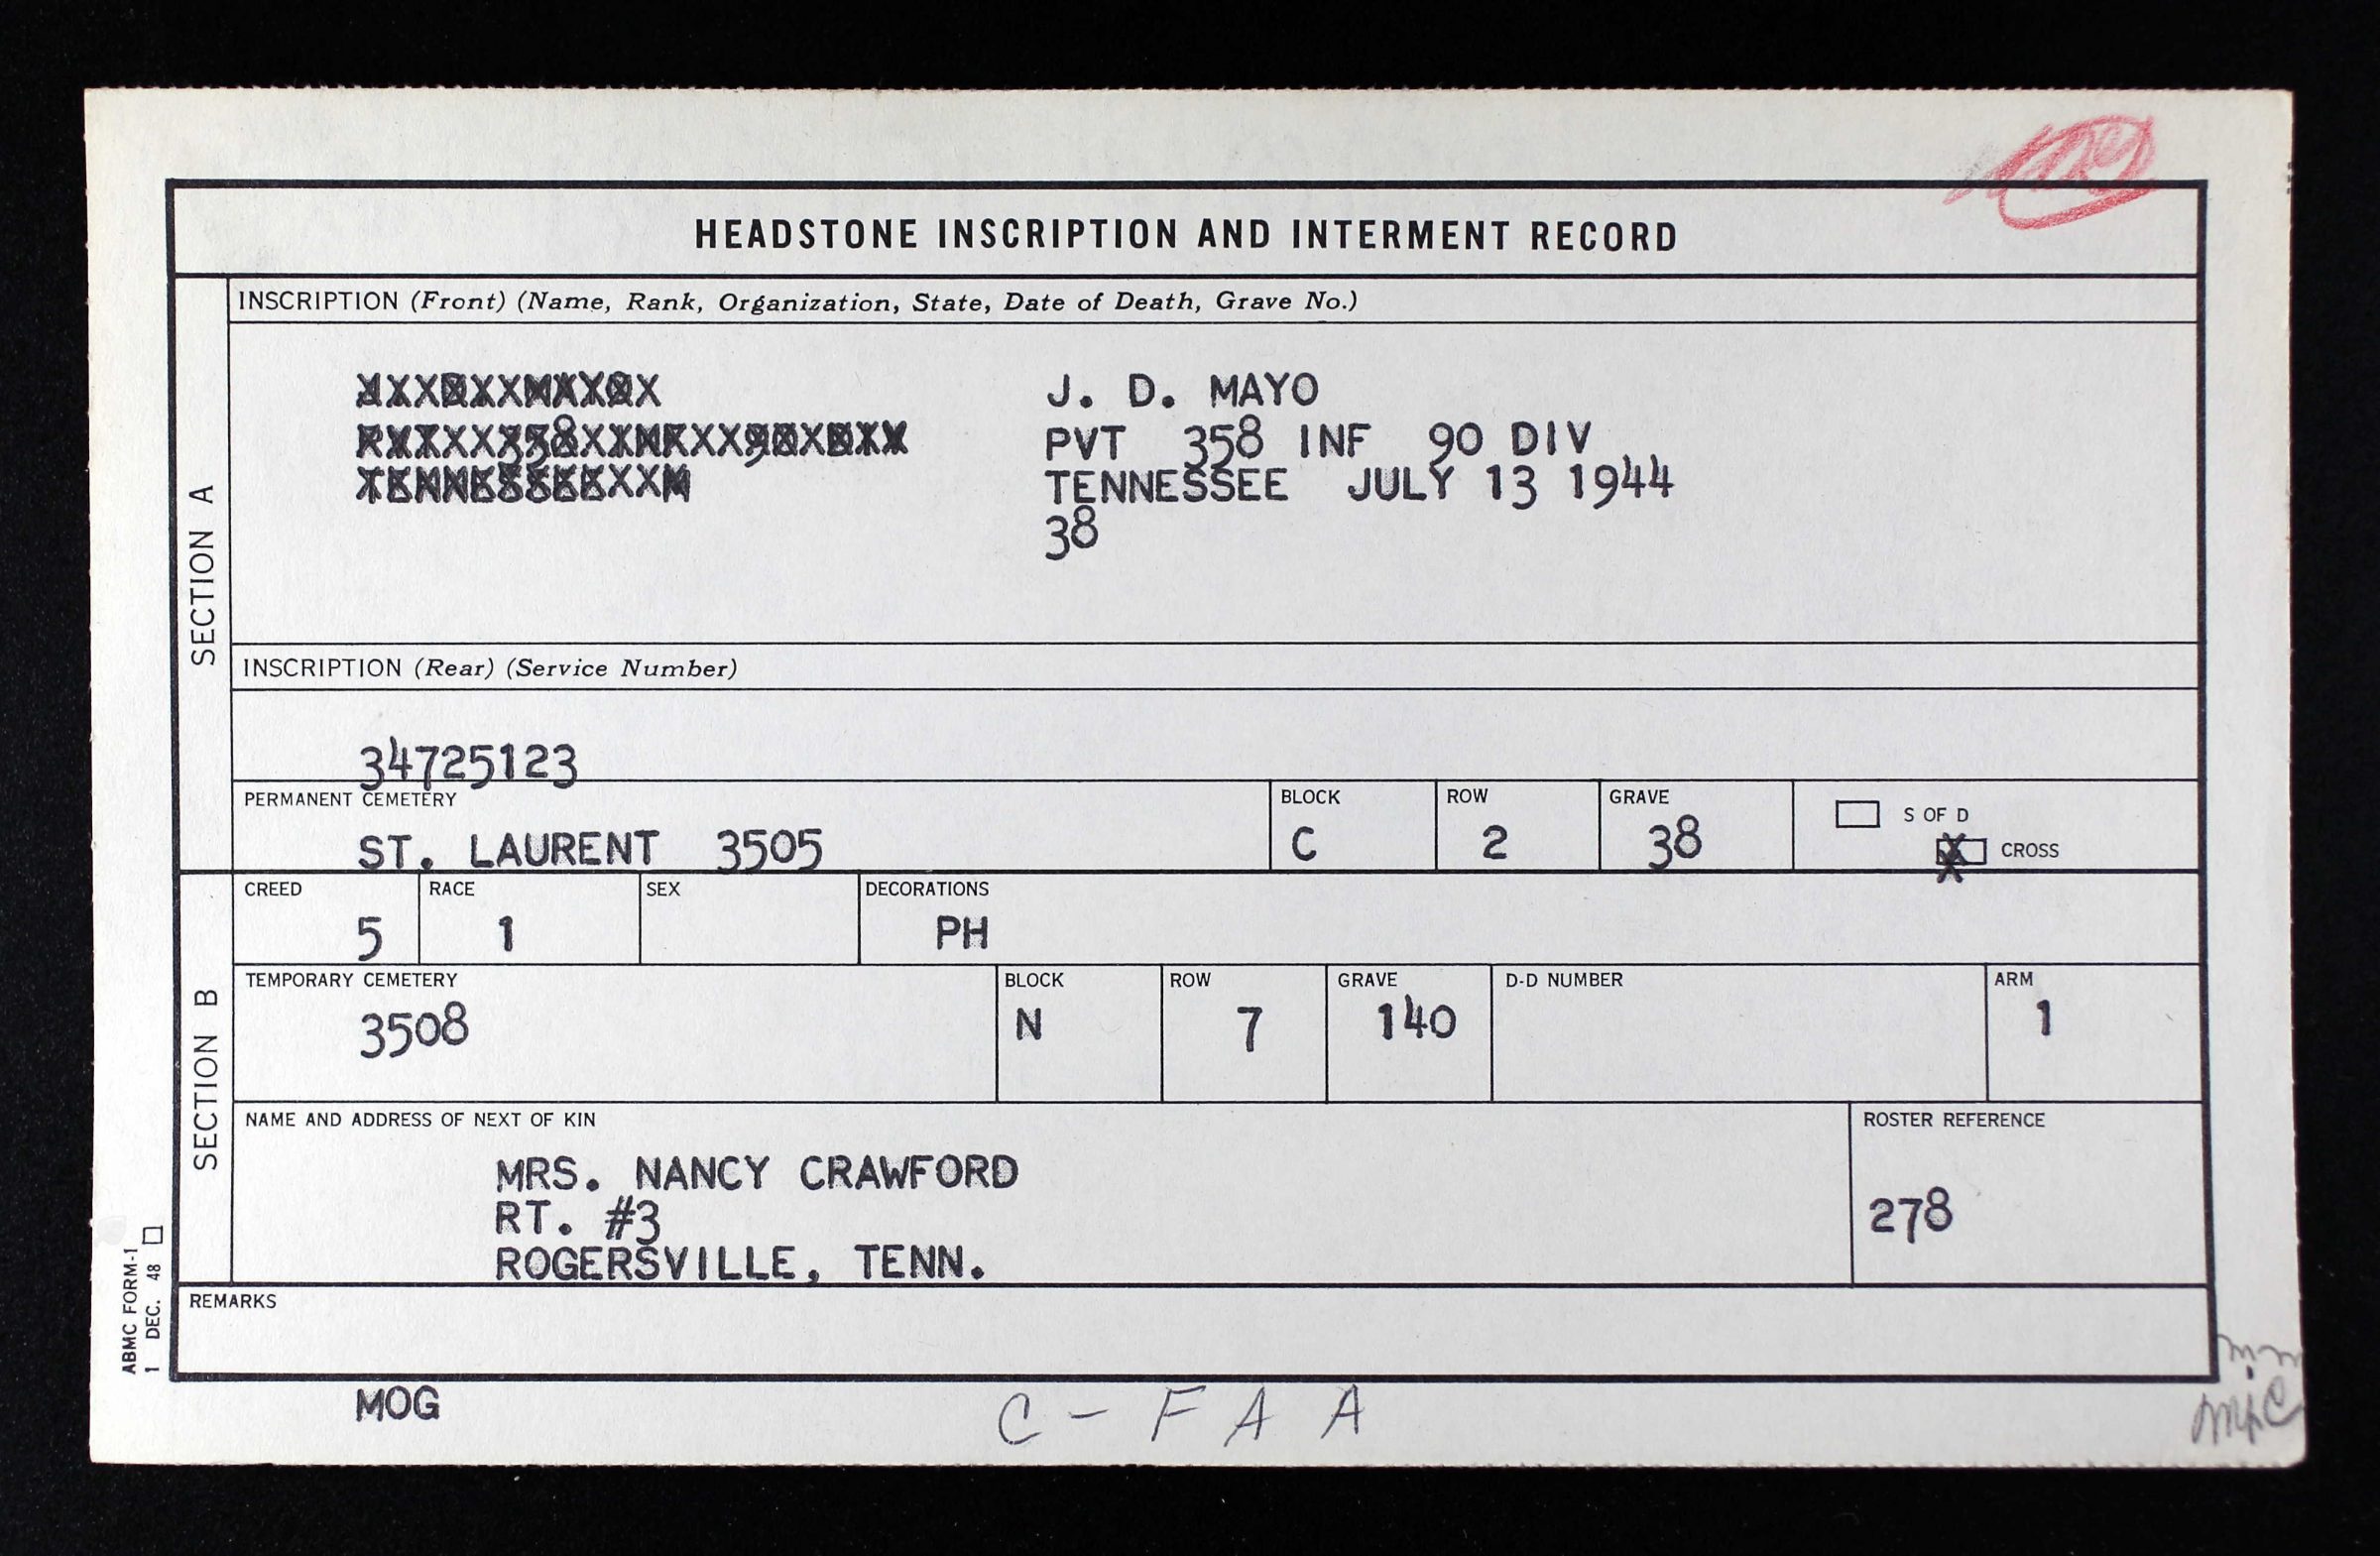 HEADSTONE INSCRIPTION AND INTERMENT RECORD
SECTION A
INSCRIPTION (Front) (Name, Rank, Organization, State, Date of Death, Grave No.)
J. D. MAYO
PVT 358 INF 90 DIV
TENNESSEE JULY 13 1944
38
INSCRIPTION (Rear) (Service Number)
34725123
PERMANENT CEMETERY
ST. LAURENT 3505
BLOCK
C
ROW
2
GRAVE
38
S OF D
X CROSS
SECTION B
CREED
5
RACE
1
SEX
DECORATIONS
PH
TEMPORARY CEMETERY
3508
BLOCK
N
ROW
7
GRAVE
140
D-D NUMBER
ARM
1
NAME AND ADDRESS OF NEXT OF KIN
MRS. NANCY CRAWFORD
RT. #3
ROGERSVILLE, TENN.
ROSTER REFERENCE
278
REMARKS
ABMC FORM-1
1 DEC. 48
MOG
C - F A A